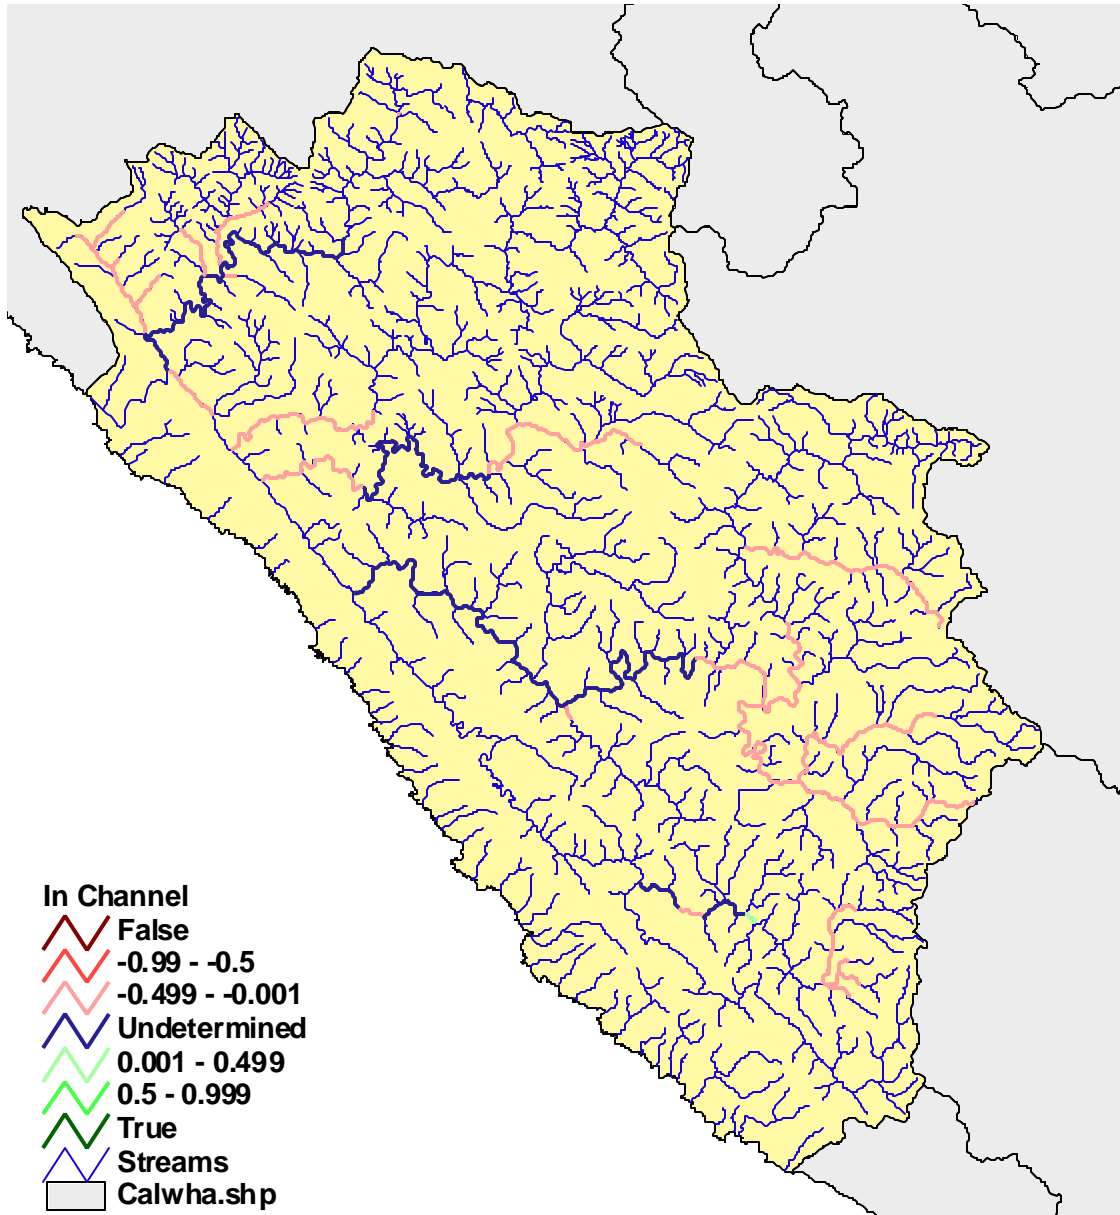 In Channel
False
-0.99 - -0.5
-0.499 - -0.001
Undetermined
0.001 - 0.499
0.5 - 0.999
True
Streams
Calwha.shp